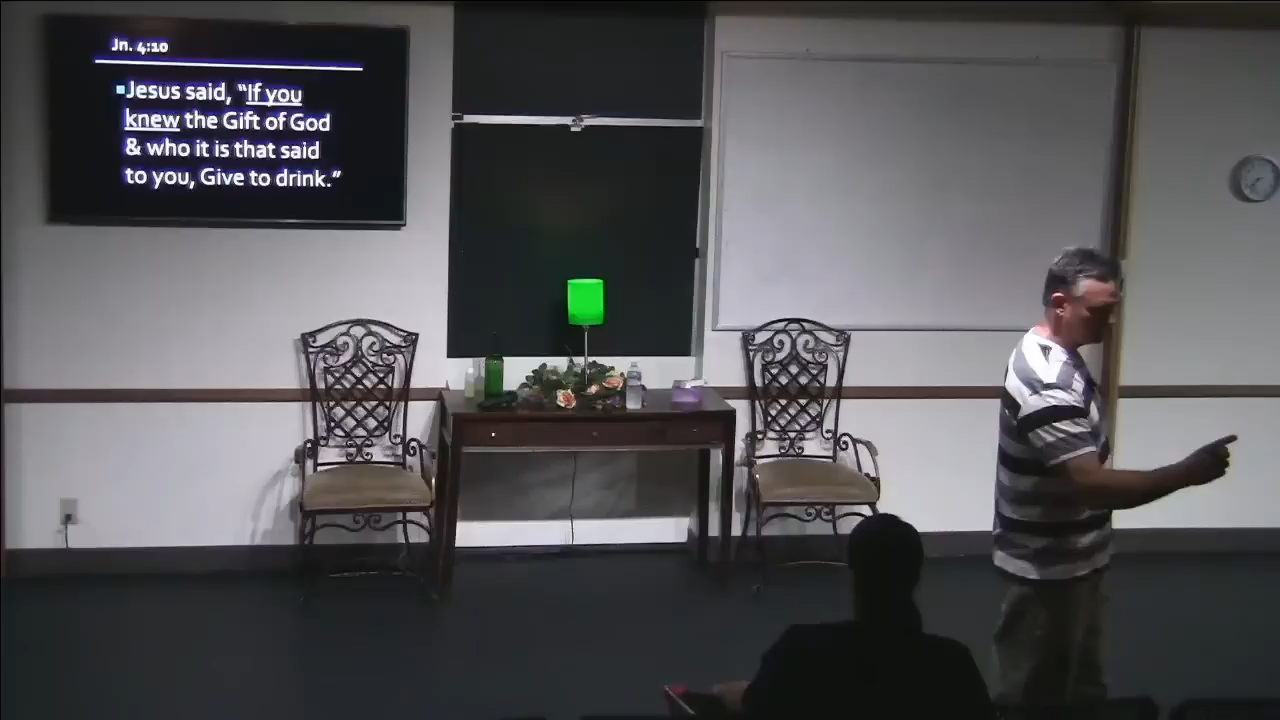 Jn. 4:10
Jesus said, “If you
knew the Gift of God
& who it is that said
to you, Give to drink.”